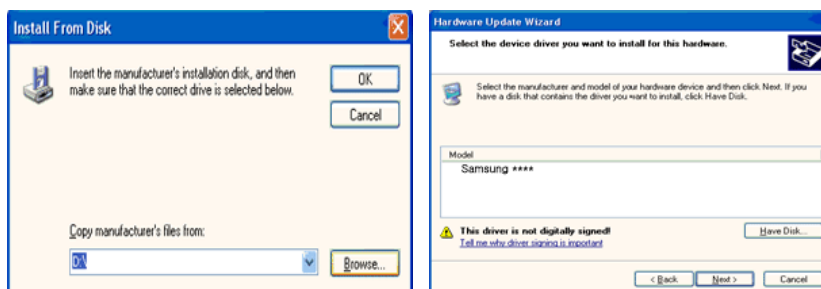 Install From Disk
Insert the manufacturer's installation disk, and then
make sure that the correct drive is selected below.
OK
Cancel
Copy manufacturer's files from:
D:\
Browse...
Hardware Update Wizard
Select the device driver you want to install for this hardware.
Select the manufacturer and model of your hardware device and then click Next. If you
have a disk that contains the driver you want to install, click Have Disk.
Model
Samsung ****
This driver is not digitally signed!
Tell me why driver signing is important
Have Disk...
< Back
Next >
Cancel